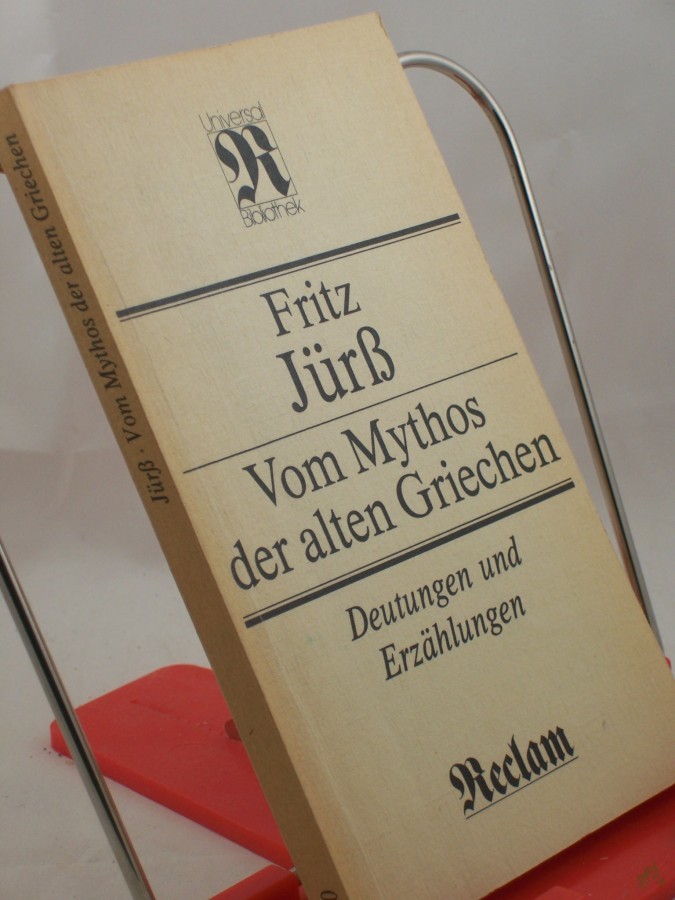 Universal
R
Bibliothek
Fritz
Jürß
Vom Mythos
der alten Griechen
Deutungen und
Erzählungen
Reclam
Jürß · Vom Mythos der alten Griechen